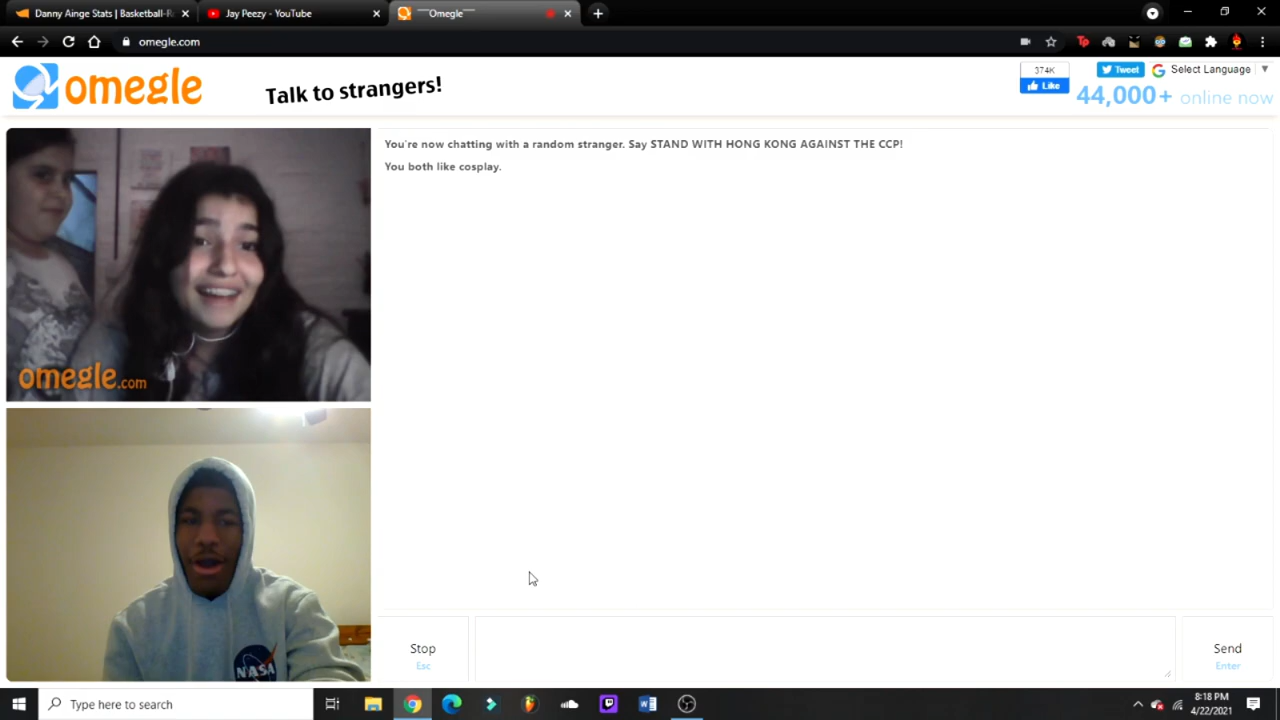 Danny Ainge Stats | Basketball-R
Jay Peezy - YouTube
Omegle
omegle.com
omegle
Talk to strangers!
374K
Like
Tweet
Select Language
44,000+ online now
You're now chatting with a random stranger. Say STAND WITH HONG KONG AGAINST THE CCP!
You both like cosplay.
omegle.com
NASA
Stop
Esc
Send
Enter
Type here to search
8:18 PM
4/22/2021